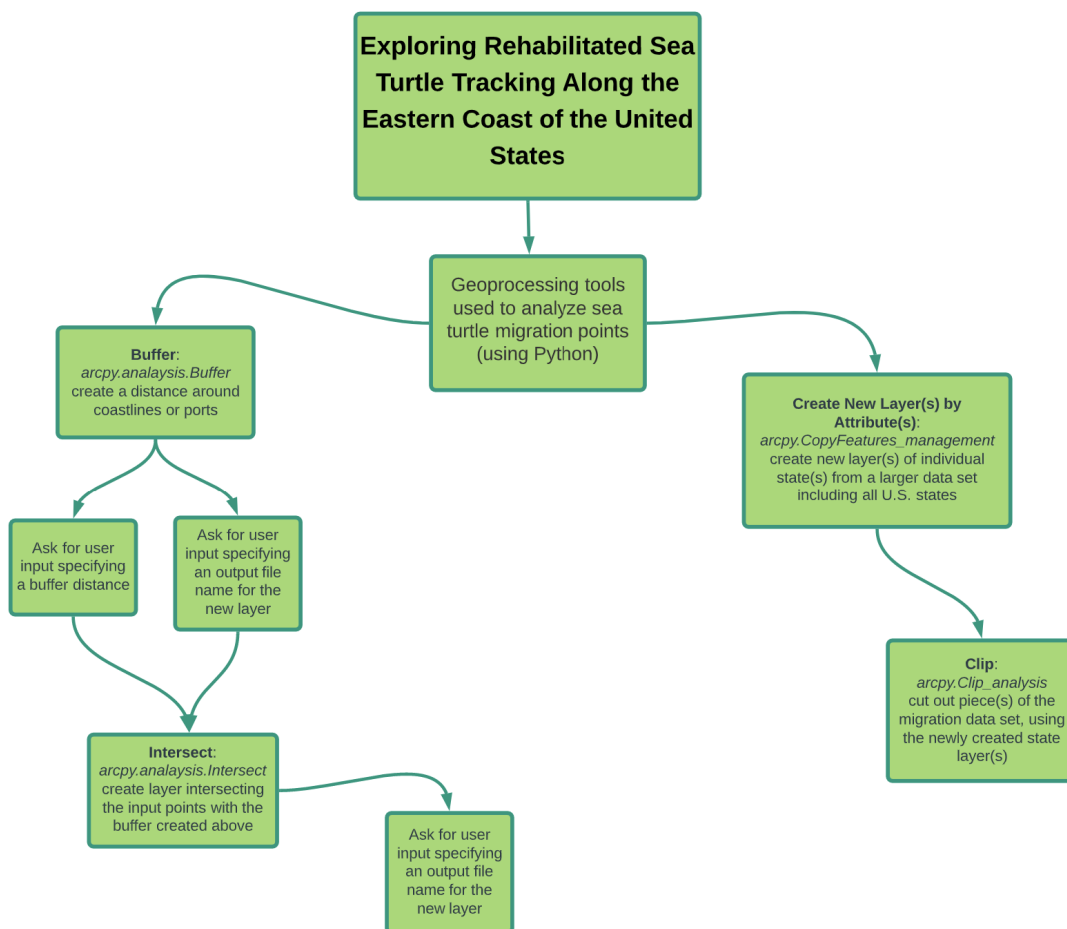 Exploring Rehabilitated Sea
Turtle Tracking Along the
Eastern Coast of the United
States
Geoprocessing tools
used to analyze sea
turtle migration points
(using Python)
Buffer:
arcpy.analaysis.Buffer
create a distance around
coastlines or ports
Create New Layer(s) by
Attribute(s):
arcpy.CopyFeatures_management
create new layer(s) of individual
state(s) from a larger data set
including all U.S. states
Ask for user
input specifying
a buffer distance
Ask for user
input specifying
an output file
name for the
new layer
Clip:
arcpy.Clip_analysis
cut out piece(s) of the
migration data set, using
the newly created state
layer(s)
Intersect:
arcpy.analaysis.Intersect
create layer intersecting
the input points with the
buffer created above
Ask for user
input specifying
an output file
name for the
new layer